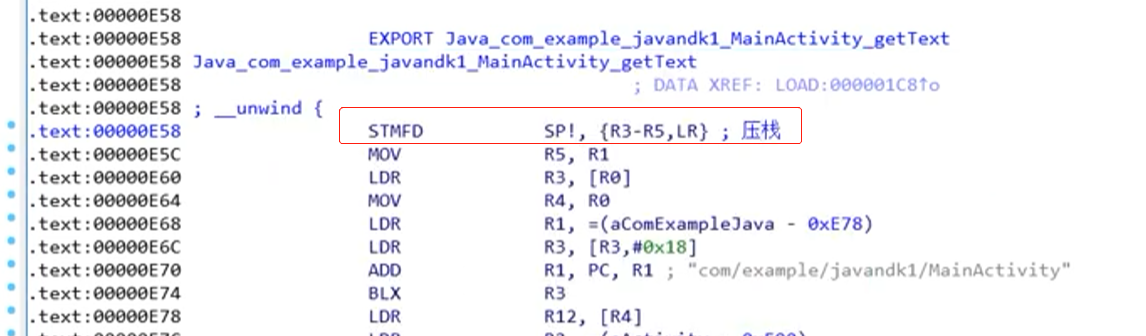 .text:00000E58
.text:00000E58 EXPORT Java_com_example_javandk1_MainActivity_getText
.text:00000E58 Java_com_example_javandk1_MainActivity_getText
.text:00000E58 ; DATA XREF: LOAD:000001C8↑o
.text:00000E58 ; __unwind {
.text:00000E58 STMFD SP!, {R3-R5,LR} ; 压栈
.text:00000E5C MOV R5, R1
.text:00000E60 LDR R3, [R0]
.text:00000E64 MOV R4, R0
.text:00000E68 LDR R1, =(aComExampleJava - 0xE78)
.text:00000E6C LDR R3, [R3,#0x18]
.text:00000E70 ADD R1, PC, R1 ; "com/example/javandk1/MainActivity"
.text:00000E74 BLX R3
.text:00000E78 LDR R12, [R4]